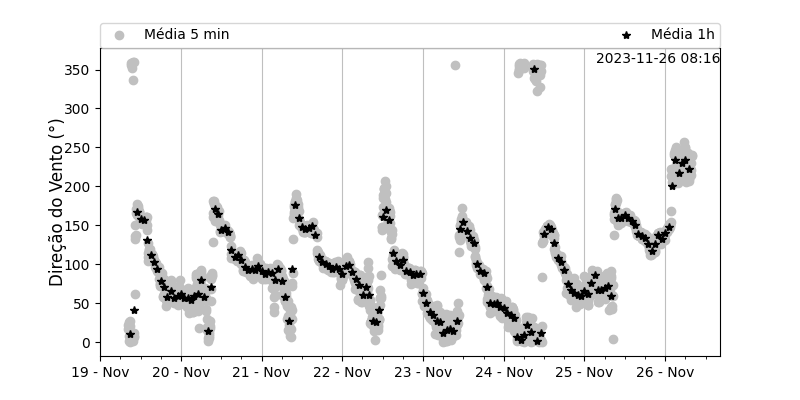 Média 5 min
Média 1h
2023-11-26 08:16
Direção do Vento (°)
350
300
250
200
150
100
50
0
19 - Nov
20 - Nov
21 - Nov
22 - Nov
23 - Nov
24 - Nov
25 - Nov
26 - Nov